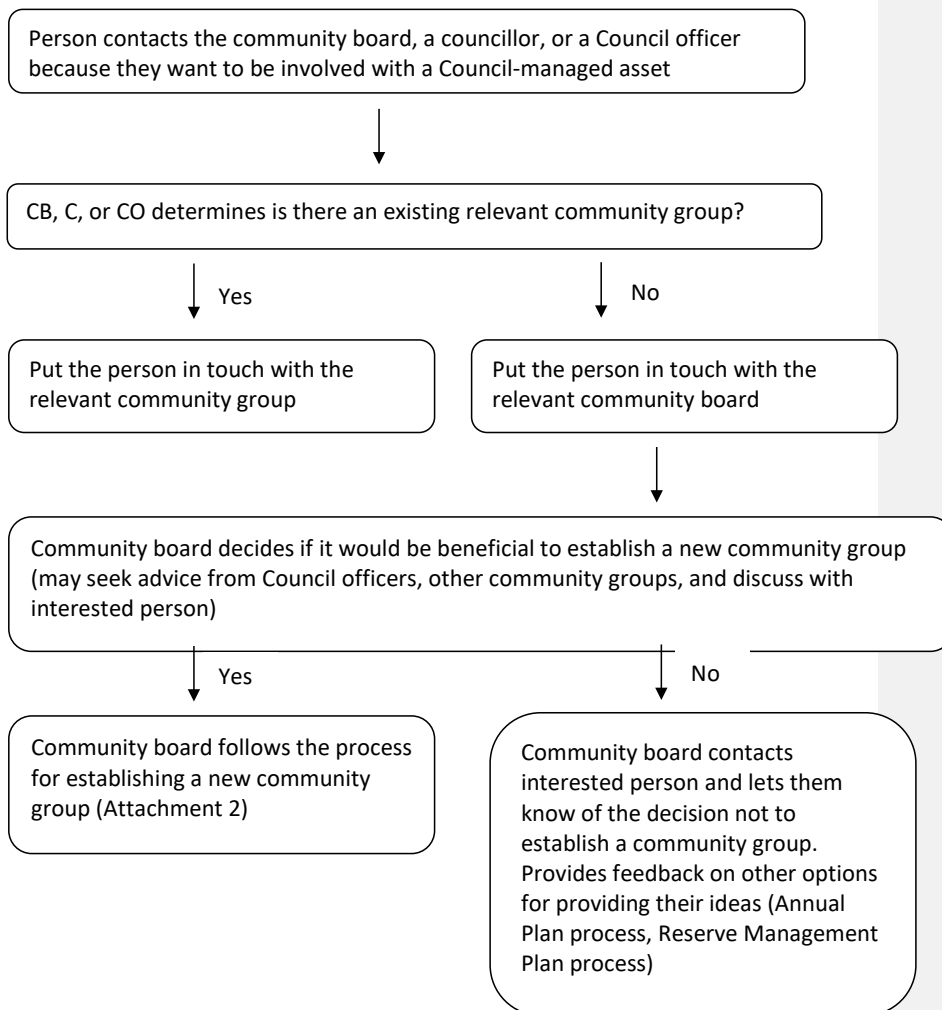 Person contacts the community board, a councillor, or a Council officer
because they want to be involved with a Council-managed asset
CB, C, or CO determines is there an existing relevant community group?
Yes
No
Put the person in touch with the
relevant community group
Put the person in touch with the
relevant community board
Community board decides if it would be beneficial to establish a new community group
(may seek advice from Council officers, other community groups, and discuss with
interested person)
Yes
No
Community board follows the process
for establishing a new community
group (Attachment 2)
Community board contacts
interested person and lets them
know of the decision not to
establish a community group.
Provides feedback on other options
for providing their ideas (Annual
Plan process, Reserve Management
Plan process)